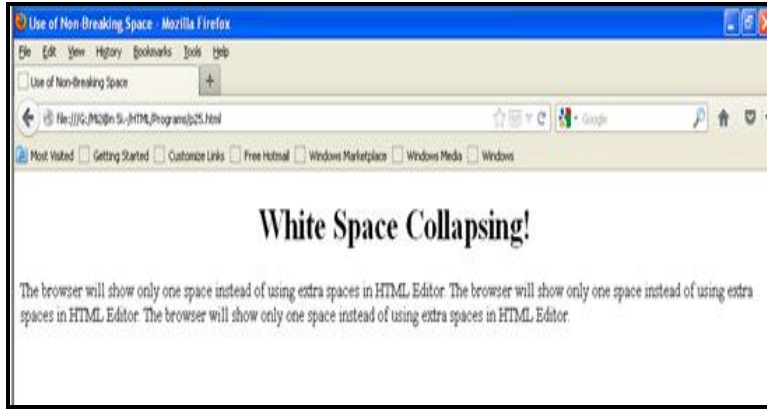 Use of Non-Breaking Space - Mozilla Firefox
File Edit View History Bookmarks Tools Help
Use of Non-Breaking Space +
Google
Most Visited Getting Started Customize Links Free Hotmail Windows Marketplace Windows Media Windows
White Space Collapsing!
The browser will show only one space instead of using extra spaces in HTML Editor. The browser will show only one space instead of using extra
spaces in HTML Editor. The browser will show only one space instead of using extra spaces in HTML Editor.